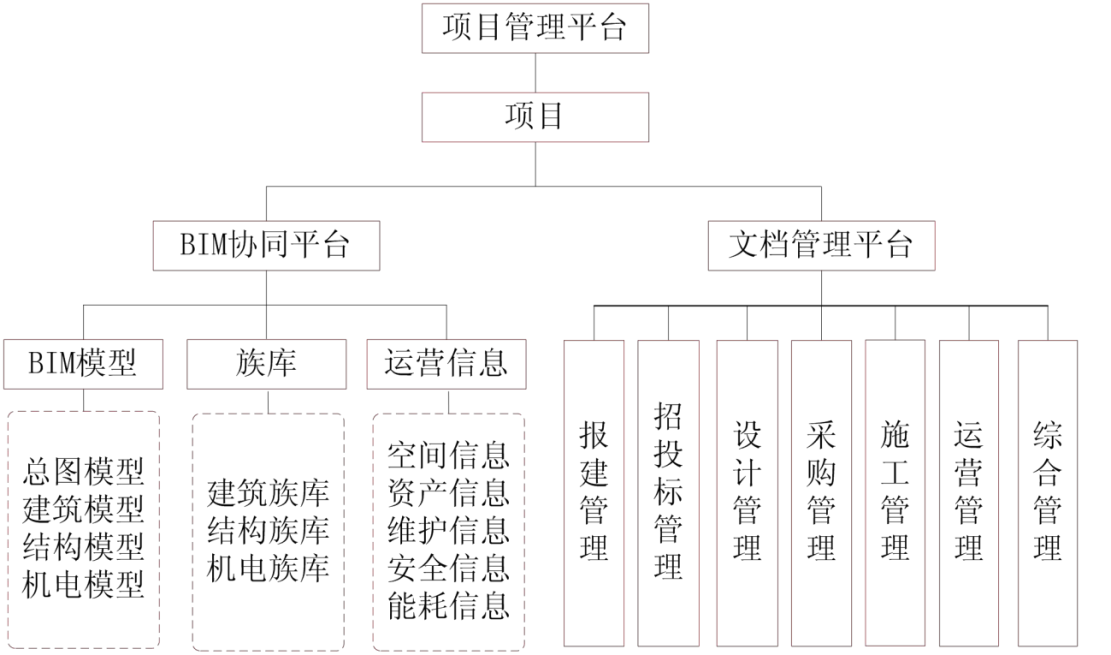 项目管理平台
项目
BIM协同平台
文档管理平台
BIM模型
族库
运营信息
总图模型
建筑模型
结构模型
机电模型
建筑族库
结构族库
机电族库
空间信息
资产信息
维护信息
安全信息
能耗信息
报建管理
招投标管理
设计管理
采购管理
施工管理
运营管理
综合管理